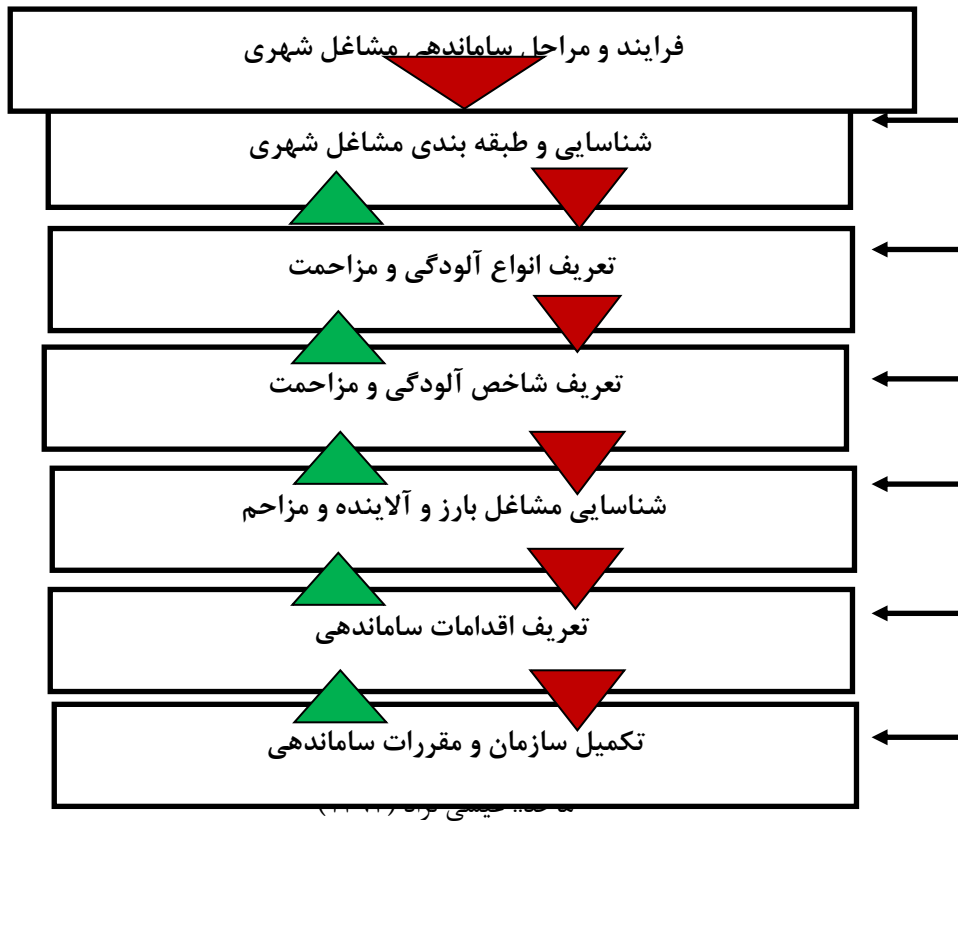 فرایند و مراحل ساماندهی مشاغل شهری
شناسایی و طبقه بندی مشاغل شهری
تعریف انواع آلودگی و مزاحمت
تعریف شاخص آلودگی و مزاحمت
شناسایی مشاغل بارز و آلاینده و مزاحم
تعریف اقدامات ساماندهی
تکمیل سازمان و مقررات ساماندهی